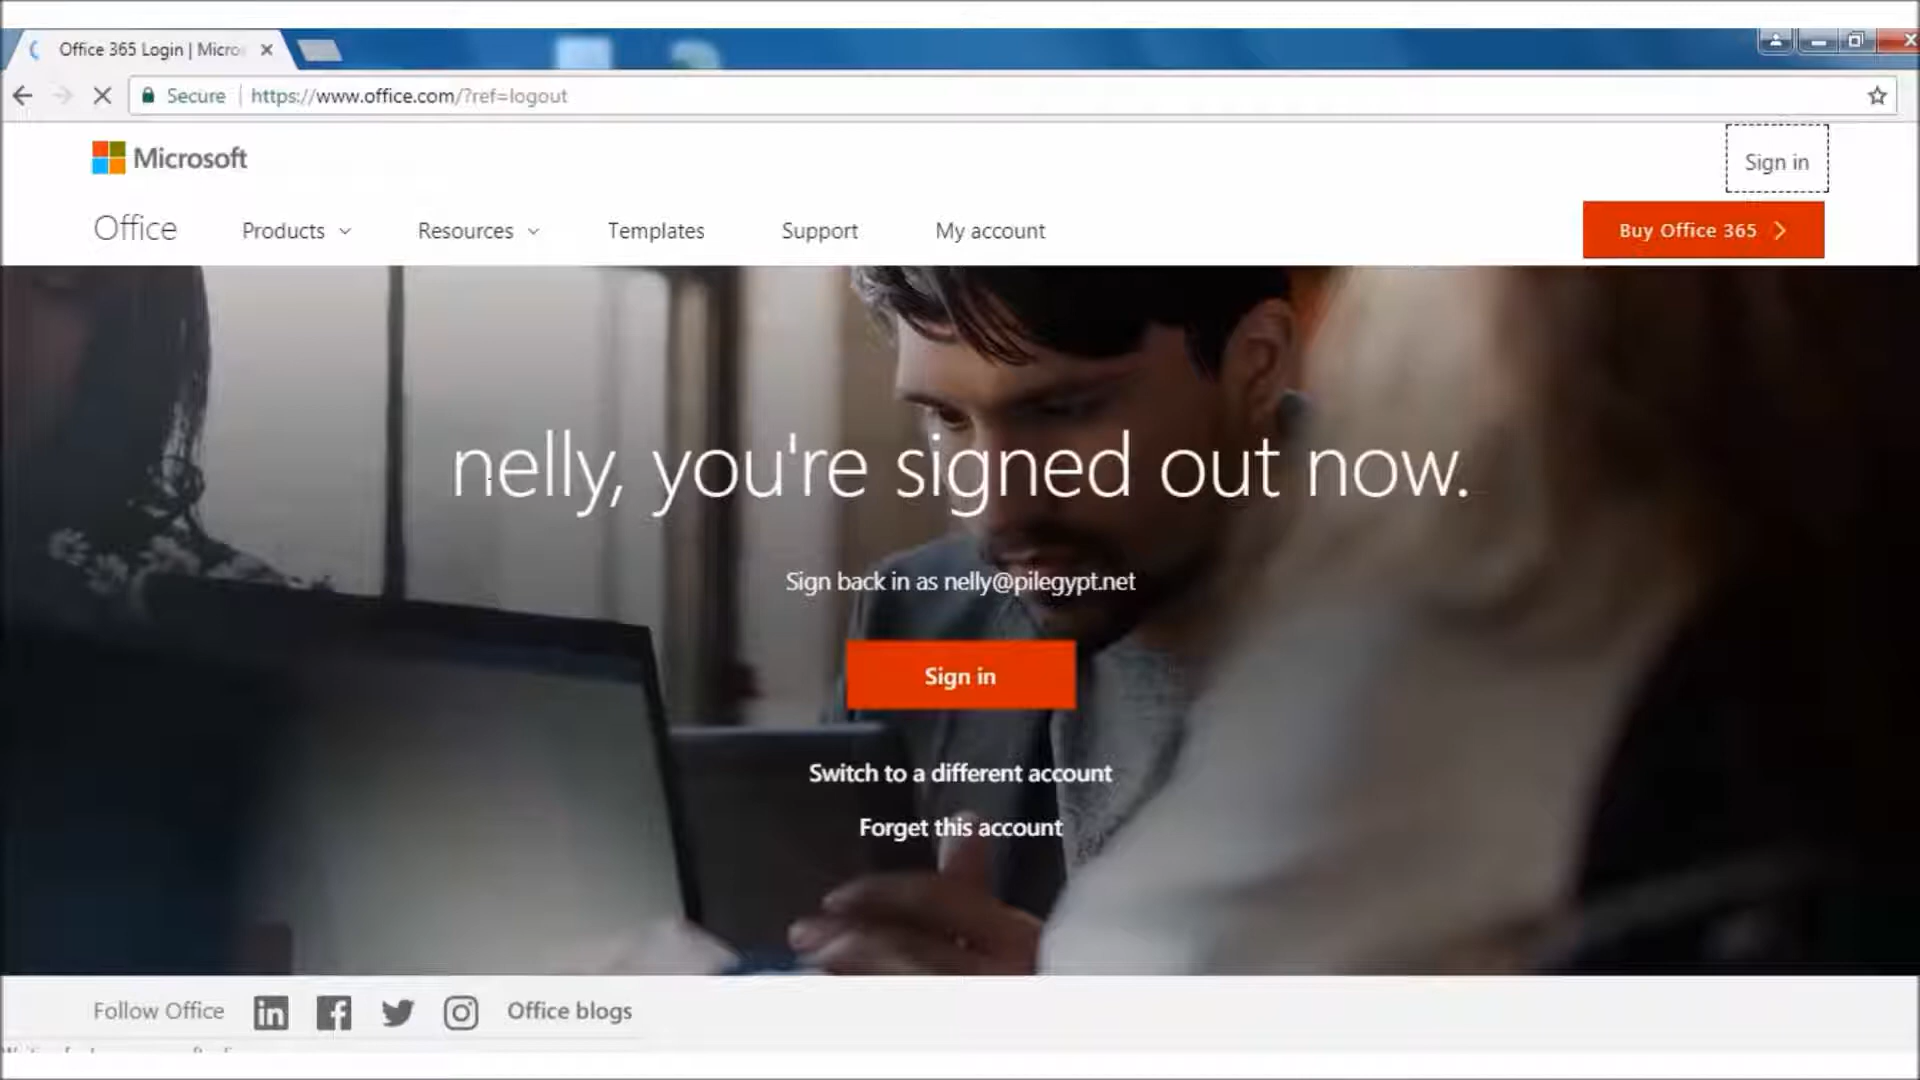 Office 365 Login | Micro
Secure https://www.office.com/?ref=logout
Microsoft
Sign in
Office Products Resources Templates Support My account Buy Office 365
nelly, you're signed out now.
Sign back in as nelly@pilegypt.net
Sign in
Switch to a different account
Forget this account
Follow Office in f Office blogs